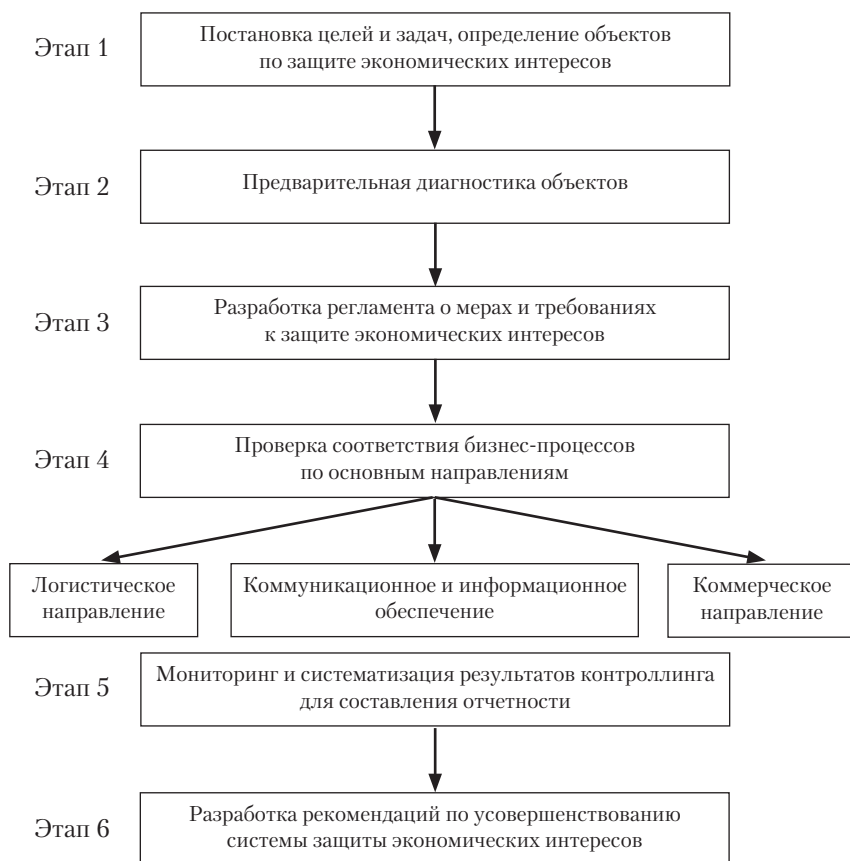 Этап 1
Постановка целей и задач, определение объектов
по защите экономических интересов
Этап 2
Предварительная диагностика объектов
Этап 3
Разработка регламента о мерах и требованиях
к защите экономических интересов
Этап 4
Проверка соответствия бизнес-процессов
по основным направлениям
Логистическое
направление
Коммуникационное и информационное
обеспечение
Коммерческое
направление
Этап 5
Мониторинг и систематизация результатов контроллинга
для составления отчетности
Этап 6
Разработка рекомендаций по усовершенствованию
системы защиты экономических интересов